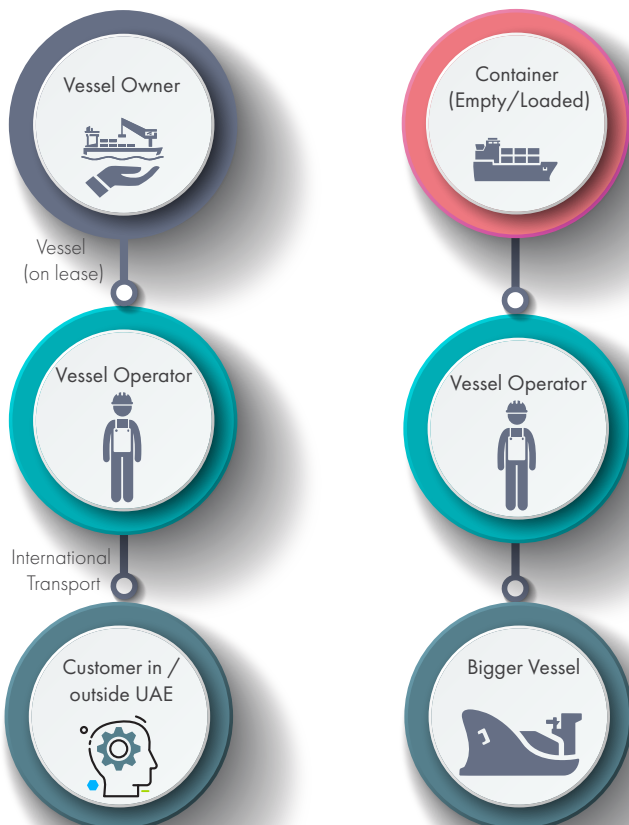 Vessel Owner
Vessel
(on lease)
Vessel Operator
International
Transport
Customer in /
outside UAE
Container
(Empty/Loaded)
Vessel Operator
Bigger Vessel